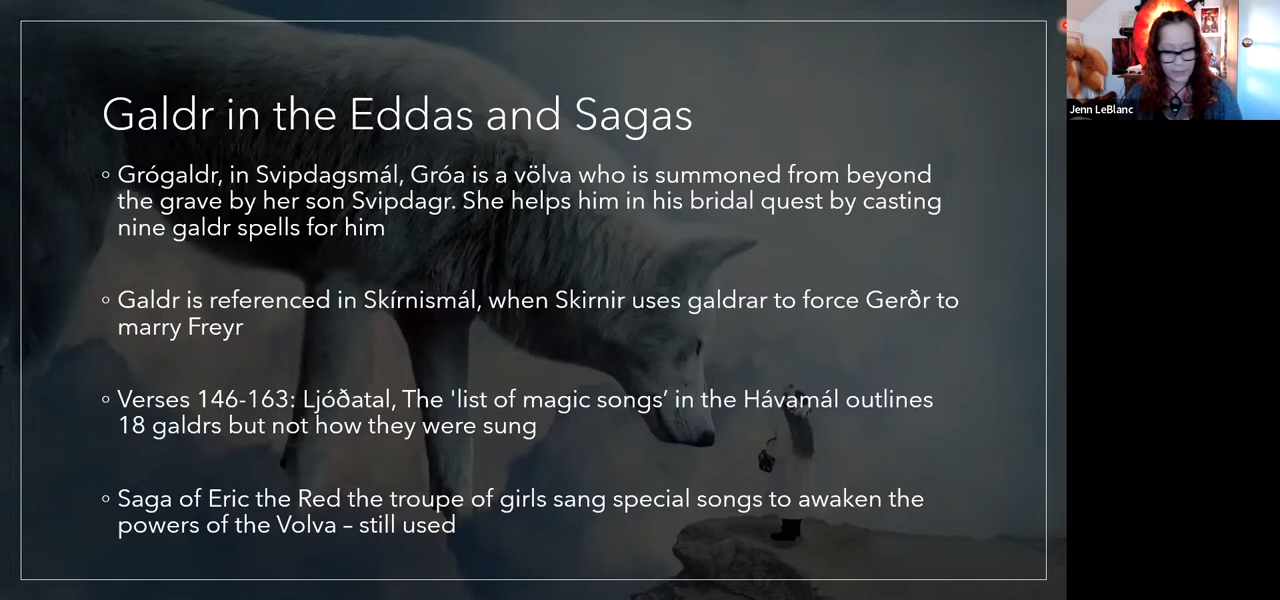 Galdr in the Eddas and Sagas
Grógaldr, in Svipdagsmál, Gróa is a völva who is summoned from beyond
the grave by her son Svipdagr. She helps him in his bridal quest by casting
nine galdr spells for him
Galdr is referenced in Skírnismál, when Skirnir uses galdrar to force Gerðr to
marry Freyr
Verses 146-163: Ljóðatal, The 'list of magic songs‘ in the Hávamál outlines
18 galdrs but not how they were sung
Saga of Eric the Red the troupe of girls sang special songs to awaken the
powers of the Volva – still used
Jenn LeBlanc